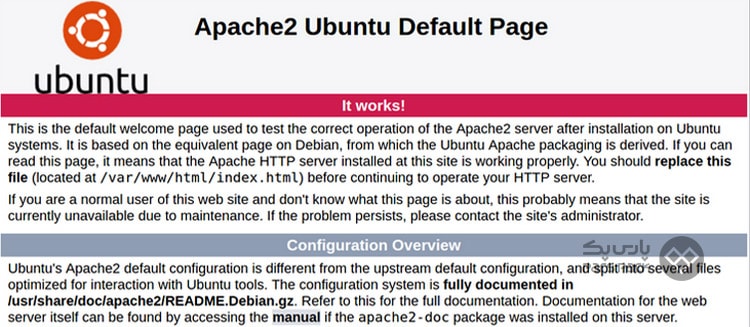 Apache2 Ubuntu Default Page
ubuntu
It works!
This is the default welcome page used to test the correct operation of the Apache2 server after installation on Ubuntu
systems. It is based on the equivalent page on Debian, from which the Ubuntu Apache packaging is derived. If you can
read this page, it means that the Apache HTTP server installed at this site is working properly. You should replace this
file (located at /var/www/html/index.html) before continuing to operate your HTTP server.
If you are a normal user of this web site and don't know what this page is about, this probably means that the site is
currently unavailable due to maintenance. If the problem persists, please contact the site's administrator.
Configuration Overview
پارس‌پک
Ubuntu's Apache2 default configuration is different from the upstream default configuration, and split into several files
optimized for interaction with Ubuntu tools. The configuration system is fully documented in
/usr/share/doc/apache2/README.Debian.gz. Refer to this for the full documentation. Documentation for the web
server itself can be found by accessing the manual if the apache2-doc package was installed on this server.